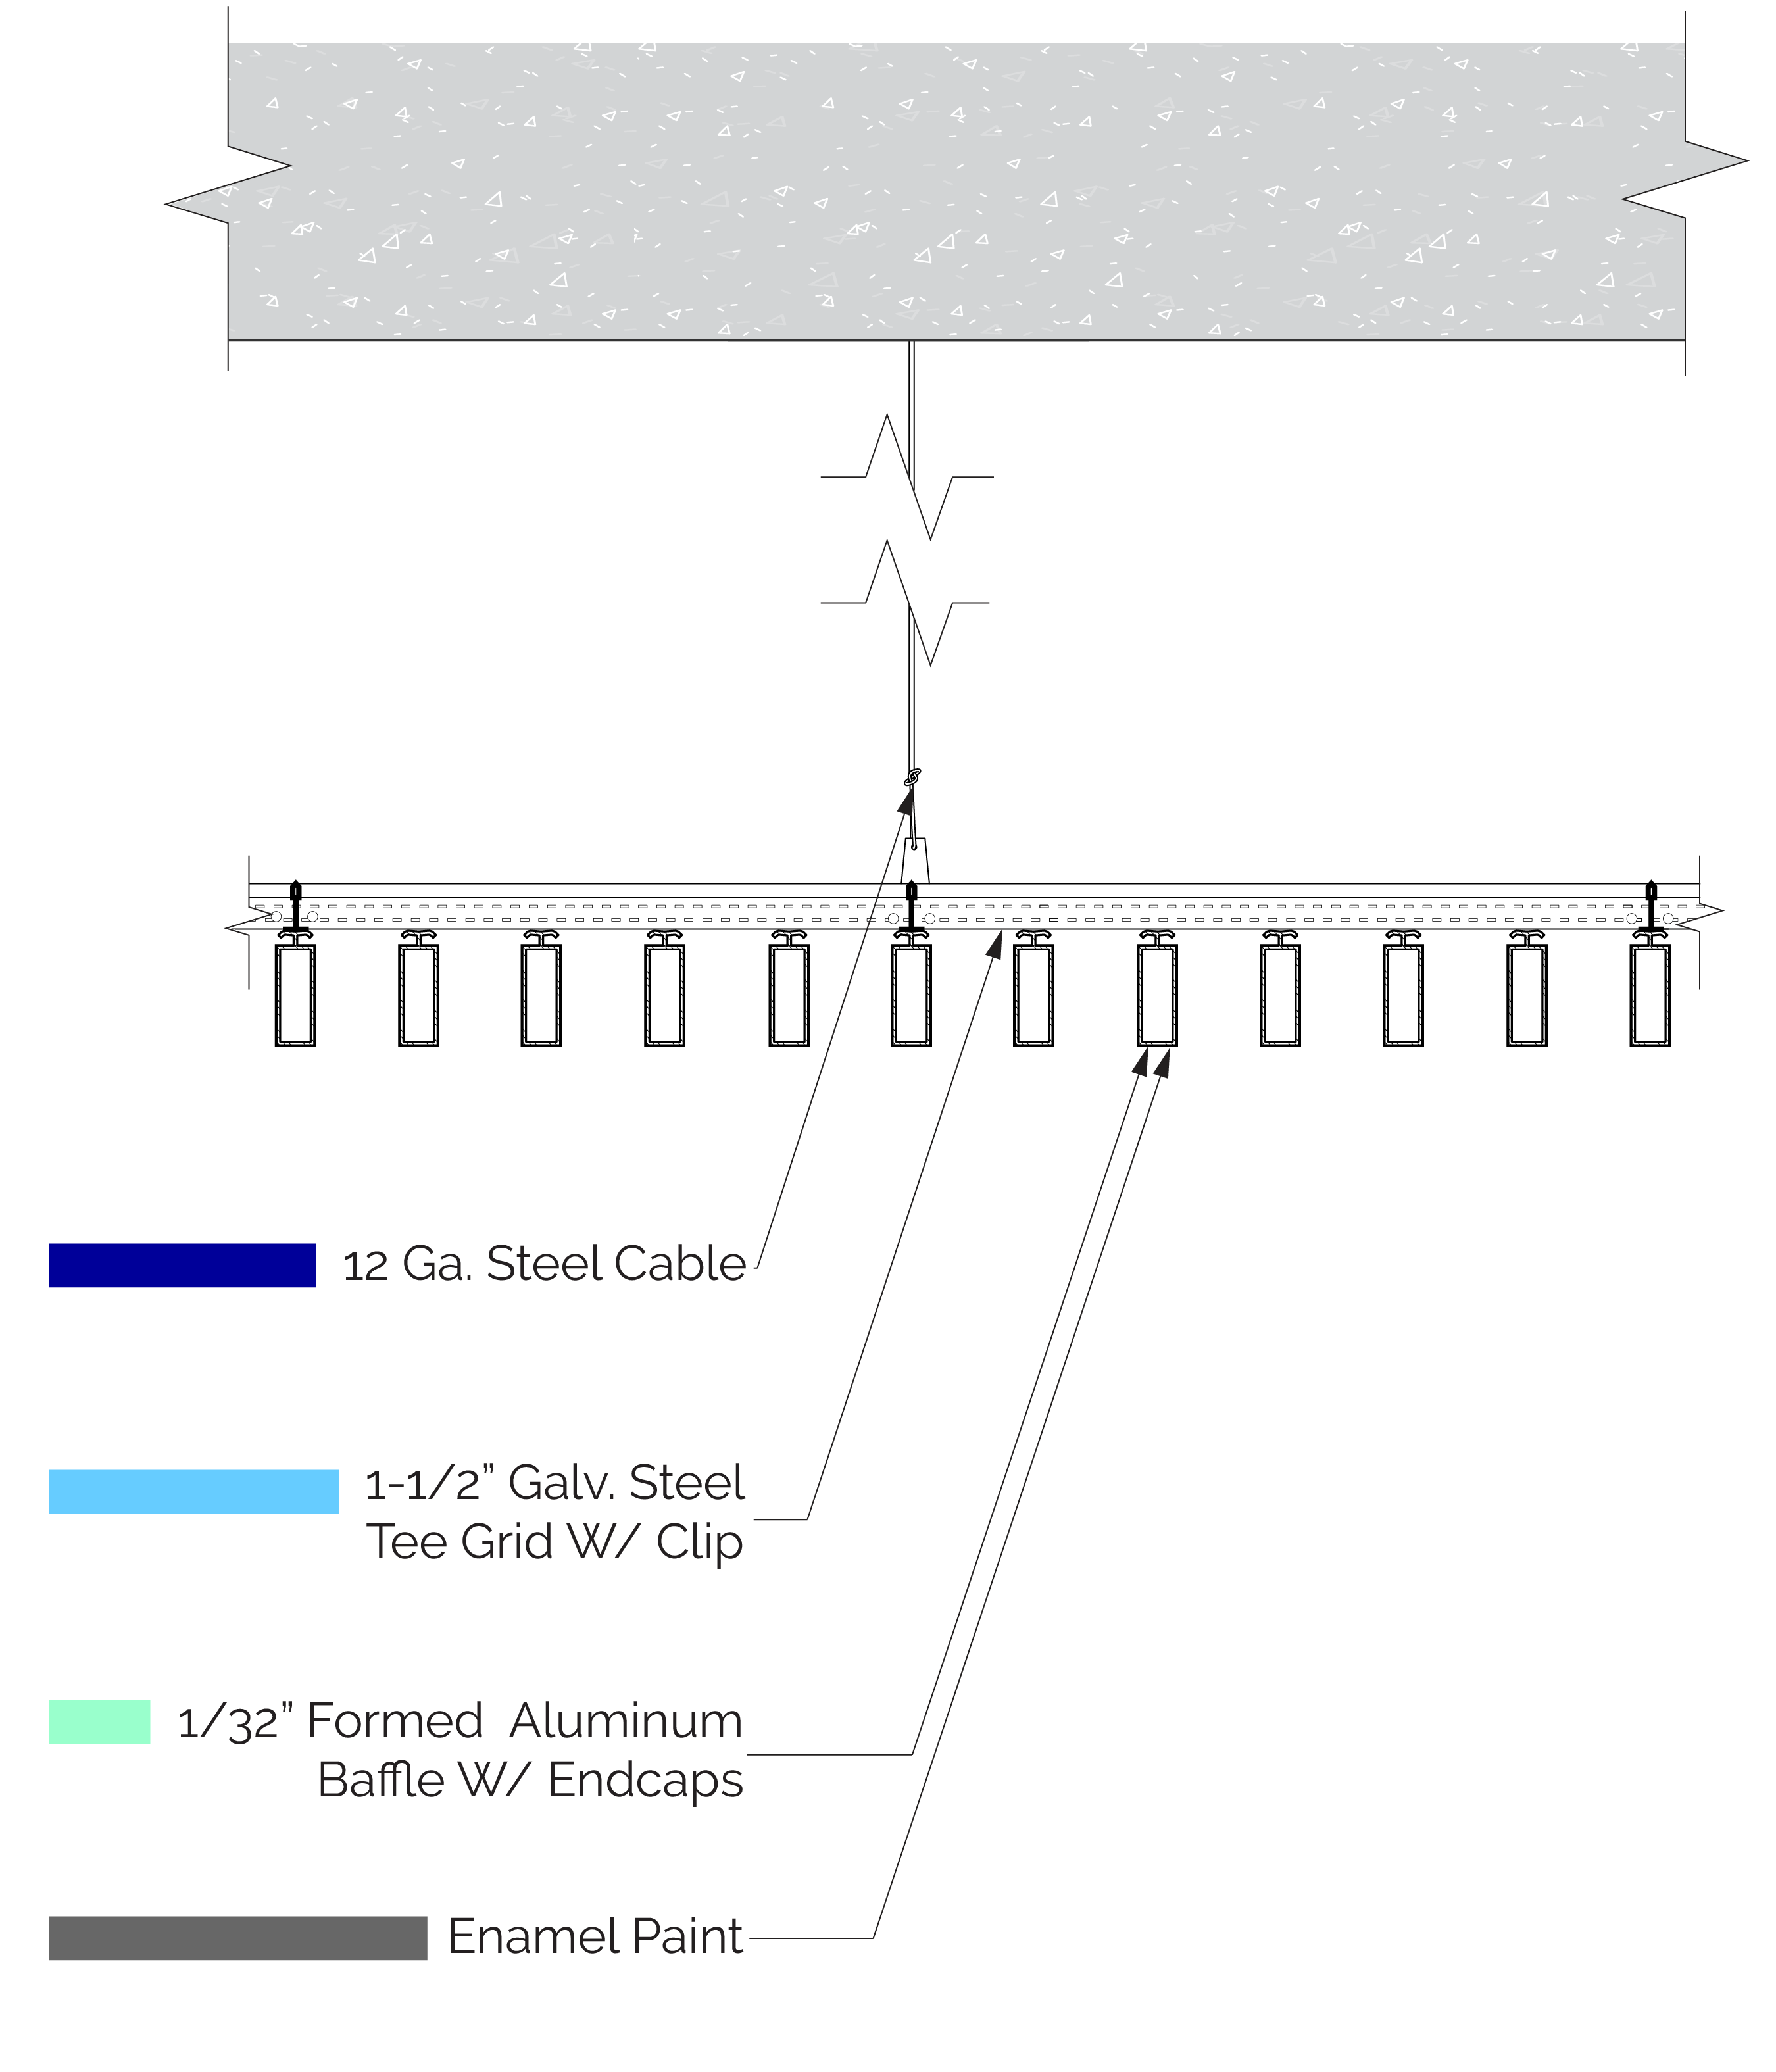 12 Ga. Steel Cable
1-1/2” Galv. Steel
Tee Grid W/ Clip
1/32” Formed  Aluminum
Baffle W/ Endcaps
Enamel Paint